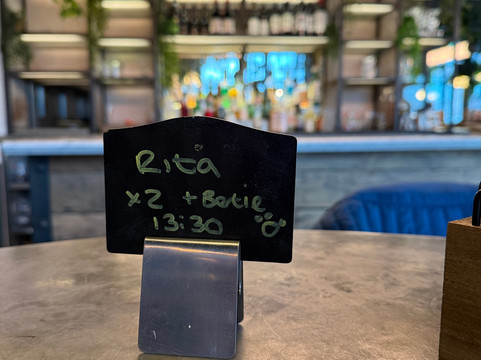 Rita
x2 + Bertie
13:30